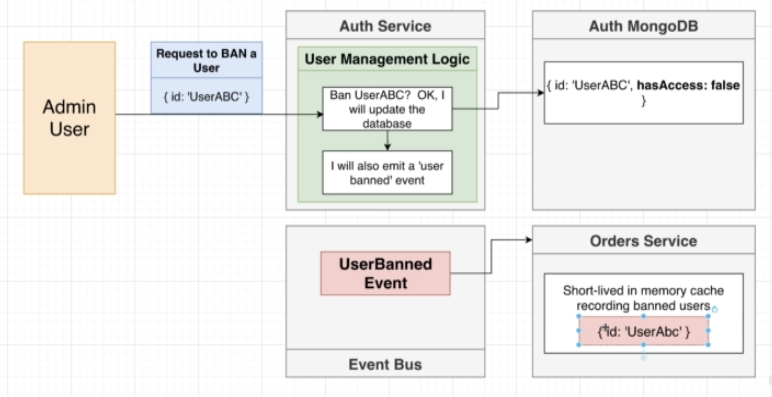 Auth Service
Auth MongoDB
Request to BAN a
User
{ id: 'UserABC' }
Admin
User
User Management Logic
Ban UserABC? OK, I
will update the
database
I will also emit a 'user
banned' event
{ id: 'UserABC', hasAccess: false
}
UserBanned
Event
Event Bus
Orders Service
Short-lived in memory cache
recording banned users
{ id: 'UserAbc' }